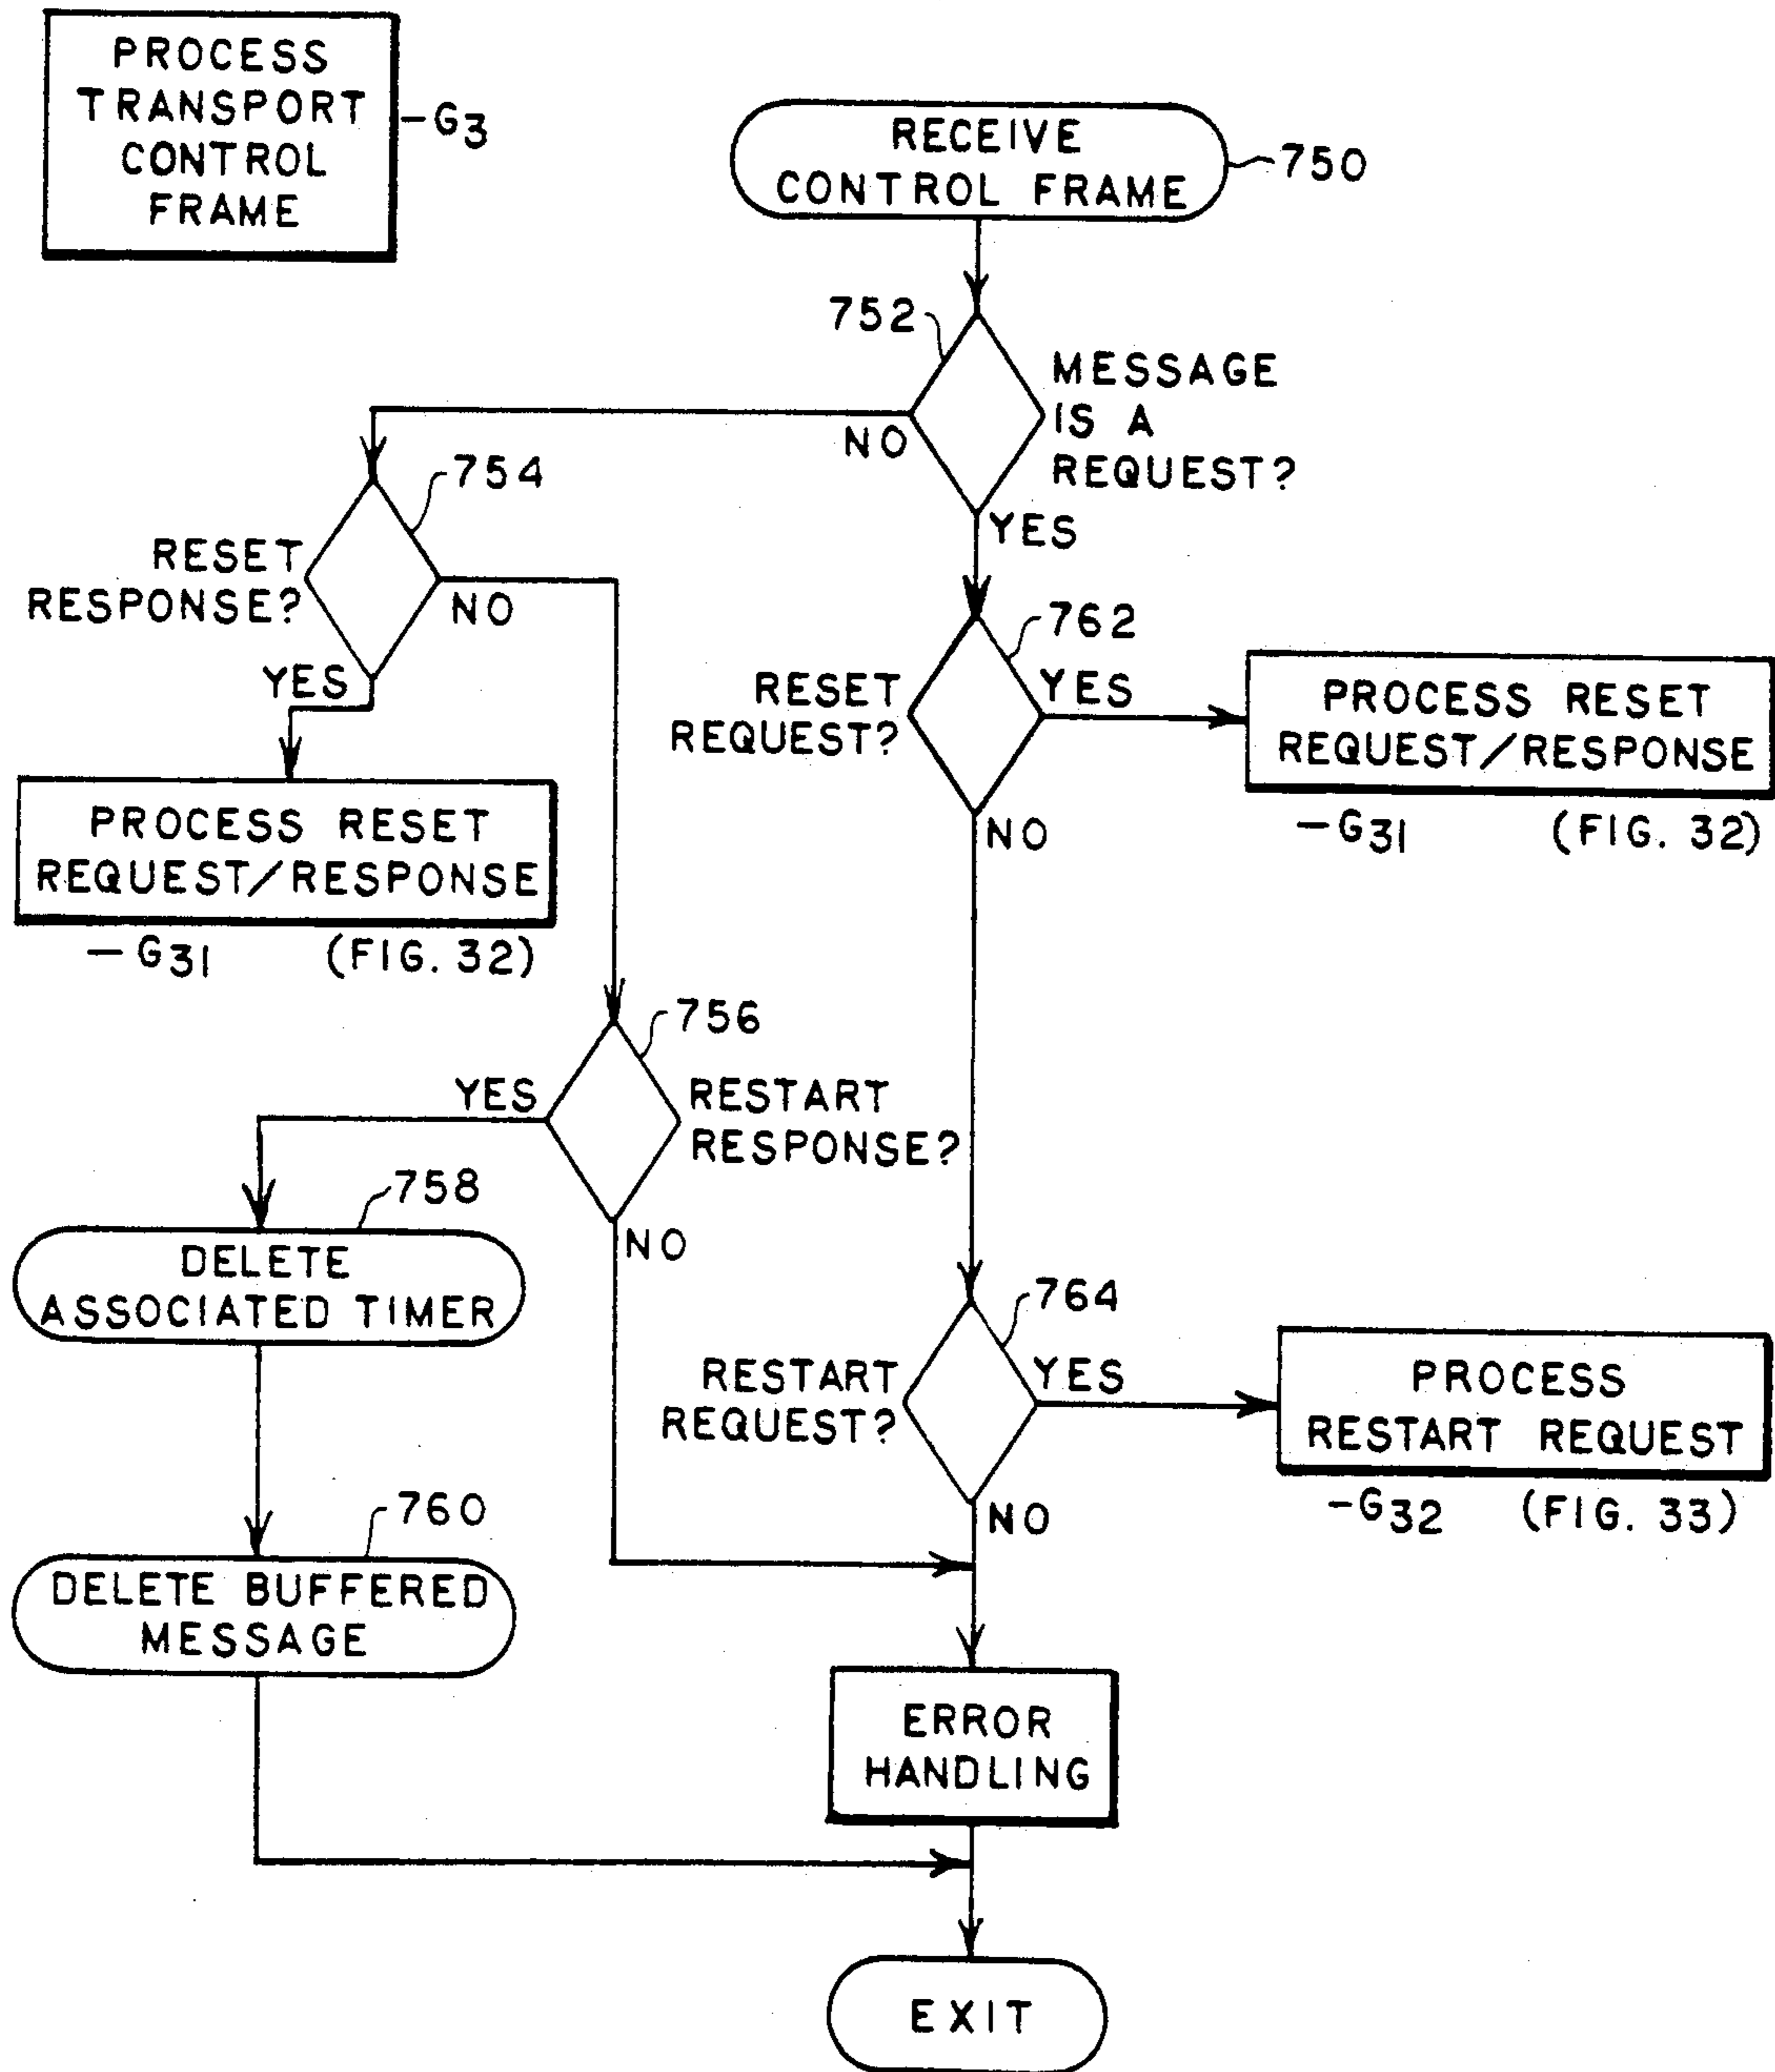 PROCESS
TRANSPORT
CONTROL
FRAME
-G3
RECEIVE
CONTROL FRAME
750
752
MESSAGE
IS A
REQUEST?
NO
YES
754
RESET
RESPONSE?
NO
YES
762
RESET
REQUEST?
YES
NO
PROCESS RESET
REQUEST/RESPONSE
-G31 (FIG. 32)
PROCESS RESET
REQUEST/RESPONSE
-G31 (FIG. 32)
756
YES
RESTART
RESPONSE?
NO
758
DELETE
ASSOCIATED TIMER
764
RESTART
REQUEST?
YES
NO
PROCESS
RESTART REQUEST
-G32 (FIG. 33)
760
DELETE BUFFERED
MESSAGE
ERROR
HANDLING
EXIT